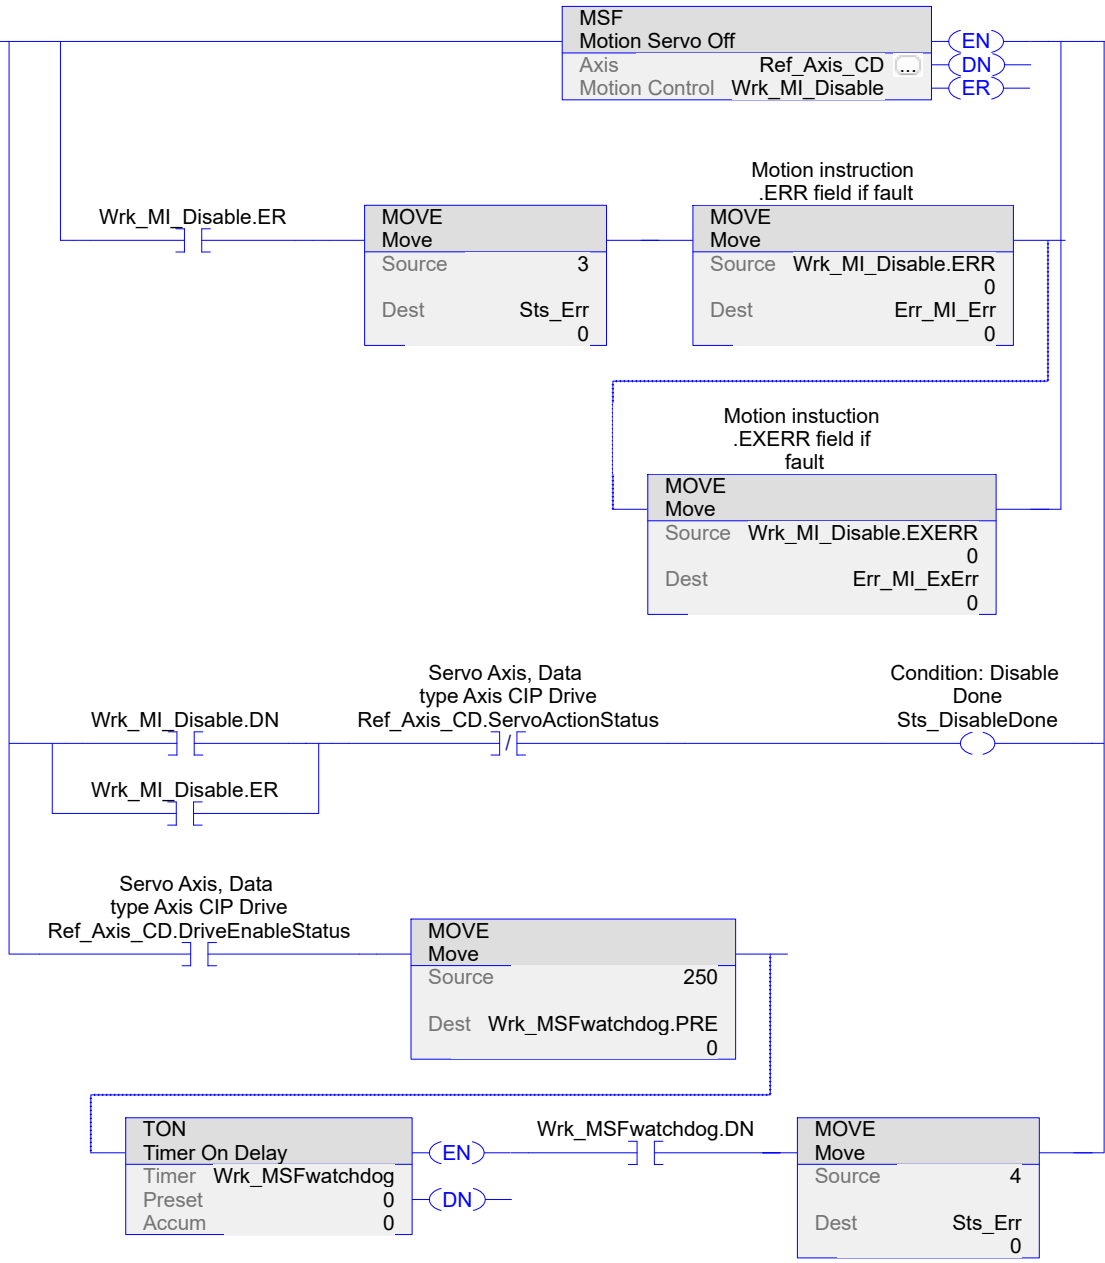 MSF
Motion Servo Off
Axis Ref_Axis_CD ...
Motion Control Wrk_MI_Disable
EN
DN
ER
Wrk_MI_Disable.ER
MOVE
Move
Source 3
Dest Sts_Err
0
Motion instruction
.ERR field if fault
MOVE
Move
Source Wrk_MI_Disable.ERR
0
Dest Err_MI_Err
0
Motion instuction
.EXERR field if
fault
MOVE
Move
Source Wrk_MI_Disable.EXERR
0
Dest Err_MI_ExErr
0
Wrk_MI_Disable.DN
Wrk_MI_Disable.ER
Servo Axis, Data
type Axis CIP Drive
Ref_Axis_CD.ServoActionStatus
/
Condition: Disable
Done
Sts_DisableDone
Servo Axis, Data
type Axis CIP Drive
Ref_Axis_CD.DriveEnableStatus
MOVE
Move
Source 250
Dest Wrk_MSFwatchdog.PRE
0
TON
Timer On Delay
Timer Wrk_MSFwatchdog
Preset 0
Accum 0
EN
DN
Wrk_MSFwatchdog.DN
MOVE
Move
Source 4
Dest Sts_Err
0